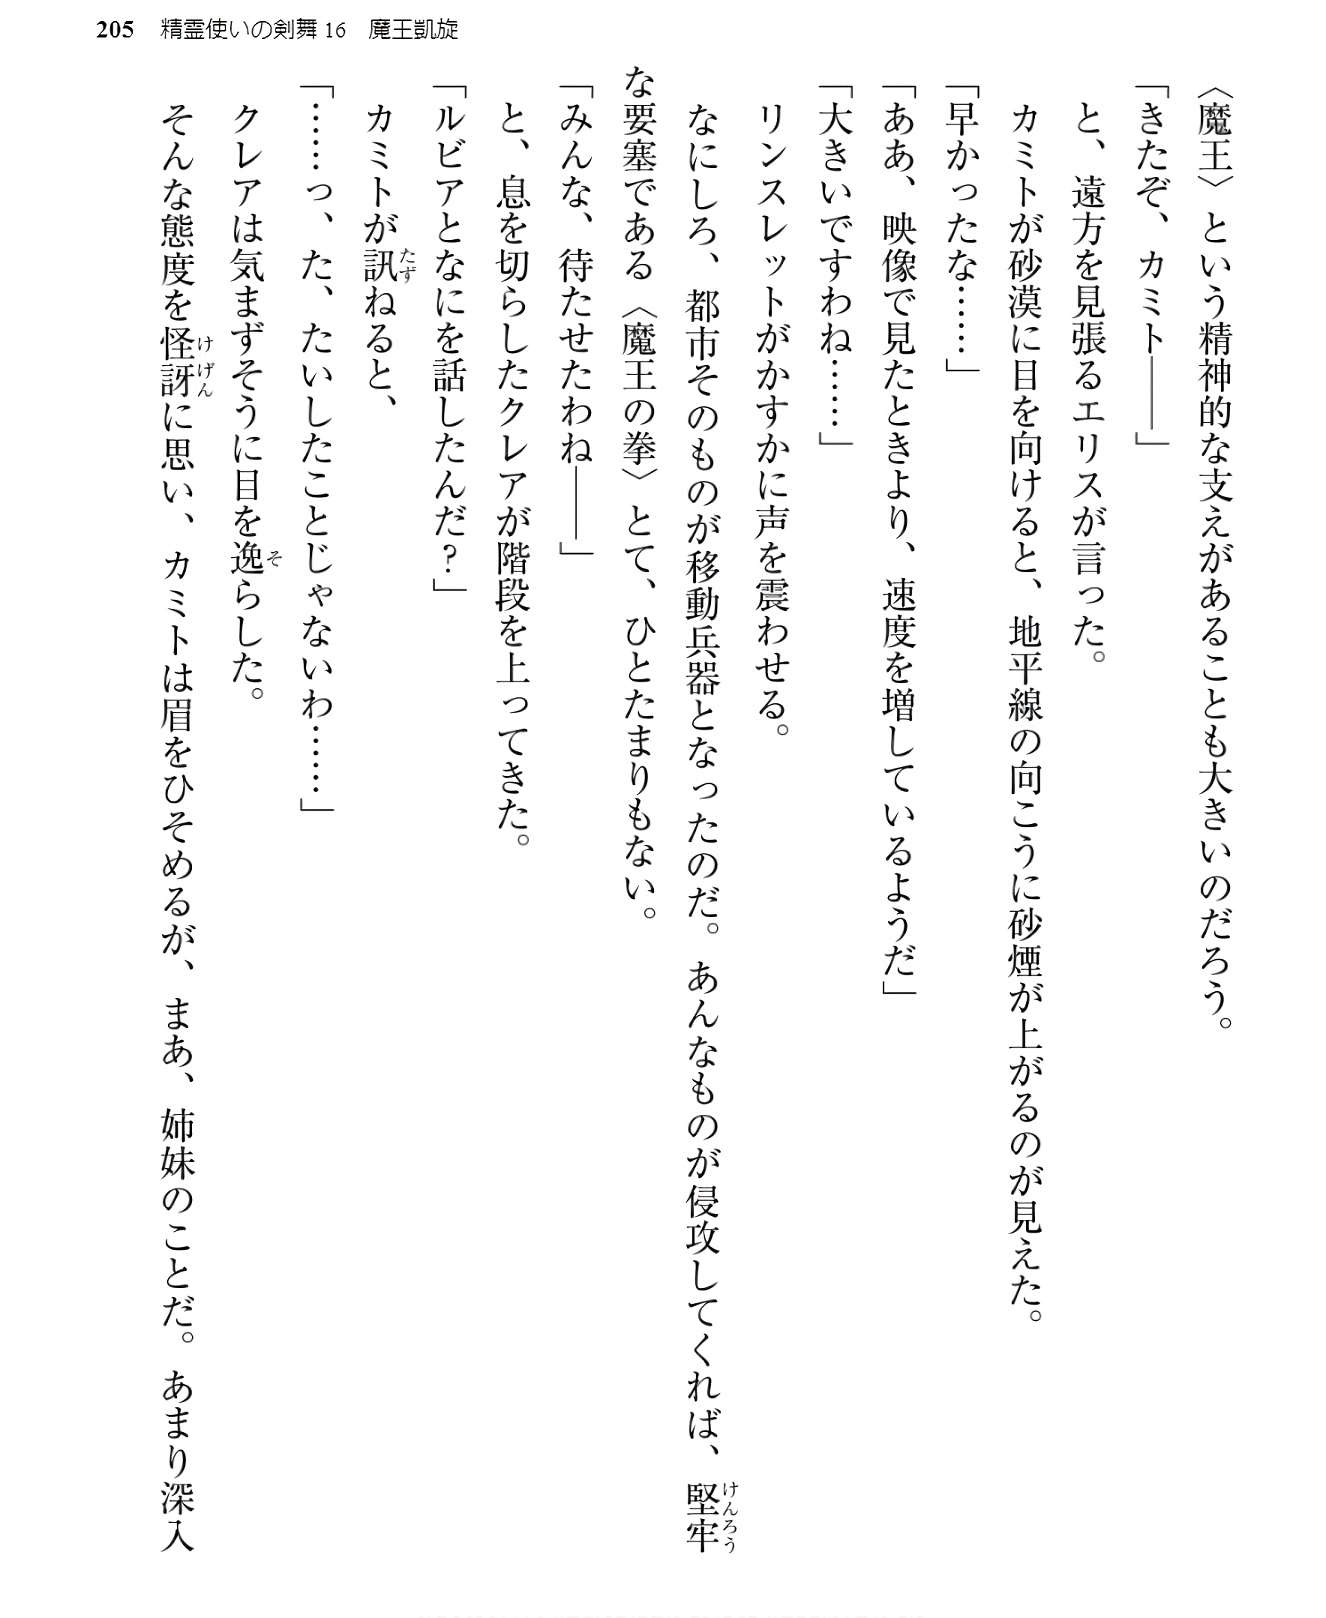 205 精霊使いの剣舞16 魔王凱旋
〈魔王〉という精神的な支えがあることも大きいのだろう。
「きたぞ、カミト――」
と、遠方を見張るエリスが言った。
カミトが砂漠に目を向けると、地平線の向こうに砂煙が上がるのが見えた。
「早かったな……」
「ああ、映像で見たときより、速度を増しているようだ」
「大きいですわね……」
リンスレットがかすかに声を震わせる。
なにしろ、都市そのものが移動兵器となったのだ。あんなものが侵攻してくれば、堅牢
な要塞である〈魔王の拳〉とて、ひとたまりもない。
「みんな、待たせたわね――」
と、息を切らしたクレアが階段を上ってきた。
「ルビアとなにを話したんだ?」
カミトが訊ねると、
「……っ、た、たいしたことじゃないわ……」
クレアは気まずそうに目を逸らした。
そんな態度を怪訝に思い、カミトは眉をひそめるが、まあ、姉妹のことだ。あまり深入